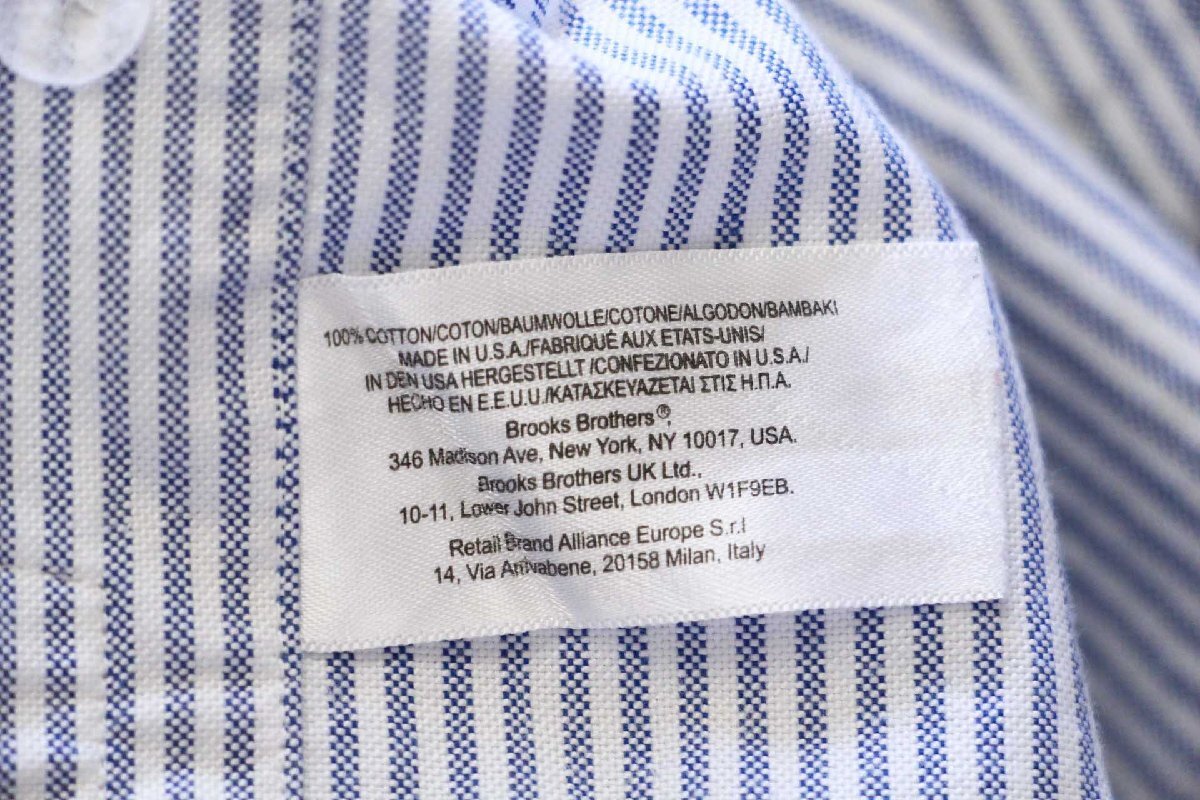 100% COTTON/COTON/BAUMWOLLE/COTONE/ALGODON/BAMBAKI
MADE IN U.S.A./FABRIQUÉ AUX ETATS-UNIS/
IN DEN USA HERGESTELLT /CONFEZIONATO IN U.S.A./
HECHO EN E.E.U.U./ΚΑΤΑΣΚΕΥΑΖΕΤΑΙ ΣΤΙΣ Η.Π.Α.
Brooks Brothers®,
346 Madison Ave, New York, NY 10017, USA.
Brooks Brothers UK Ltd.,
10-11, Lower John Street, London W1F9EB.
Retail Brand Alliance Europe S.r.l
14, Via 20158 Milan, Italy